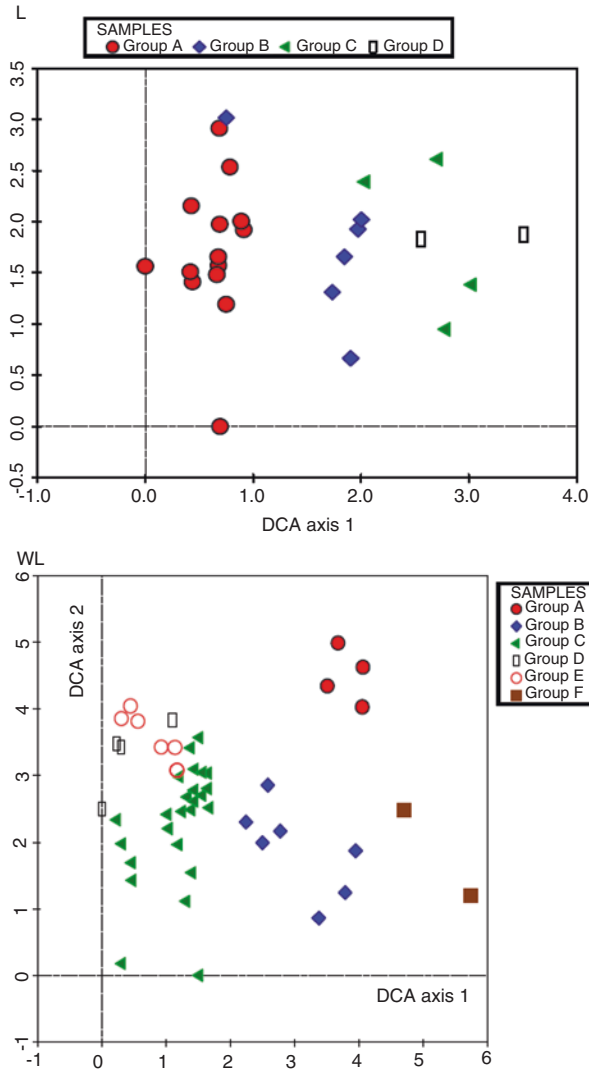 L
SAMPLES
Group A Group B Group C Group D
3.5
3.0
2.5
2.0
1.5
1.0
0.5
0.0
-0.5
-1.0 0.0 1.0 2.0 3.0 4.0
DCA axis 1
WL
SAMPLES
Group A
Group B
Group C
Group D
Group E
Group F
DCA axis 2
6
5
4
3
2
1
0
-1
DCA axis 1
-1 0 1 2 3 4 5 6